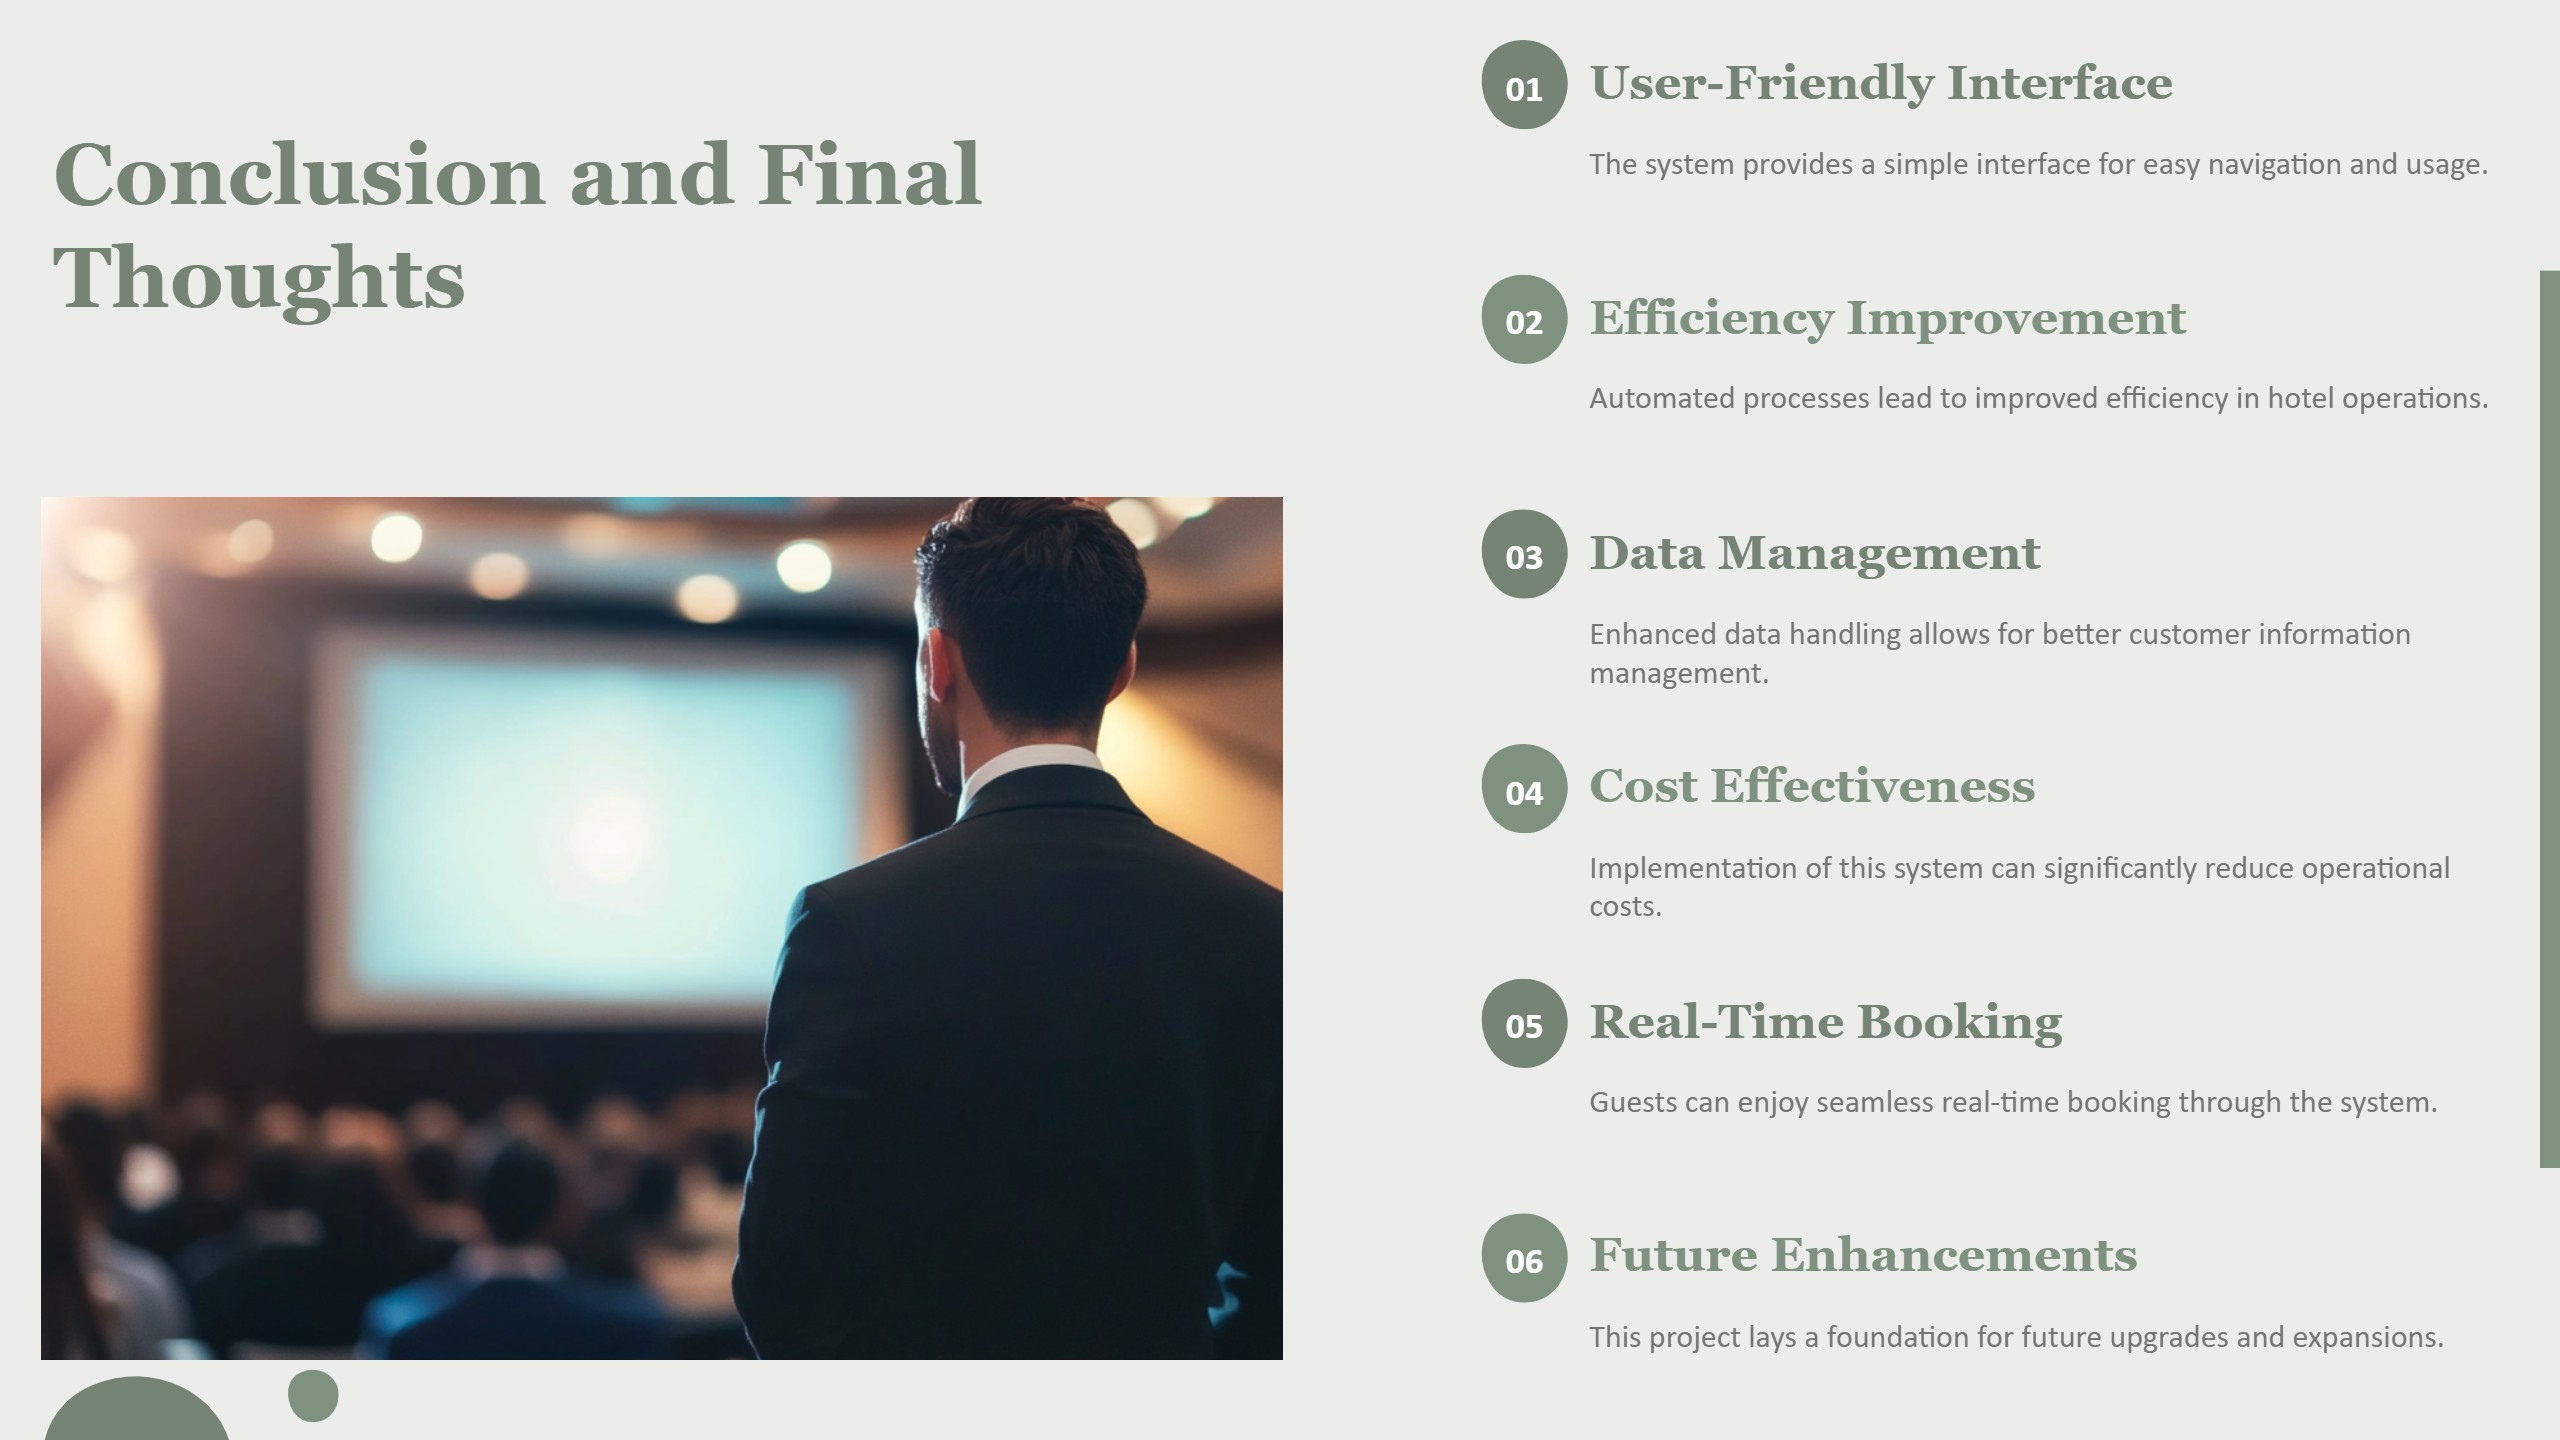 Conclusion and Final
Thoughts
01
User-Friendly Interface
The system provides a simple interface for easy navigation and usage.
02
Efficiency Improvement
Automated processes lead to improved efficiency in hotel operations.
03
Data Management
Enhanced data handling allows for better customer information
management.
04
Cost Effectiveness
Implementation of this system can significantly reduce operational
costs.
05
Real-Time Booking
Guests can enjoy seamless real-time booking through the system.
06
Future Enhancements
This project lays a foundation for future upgrades and expansions.